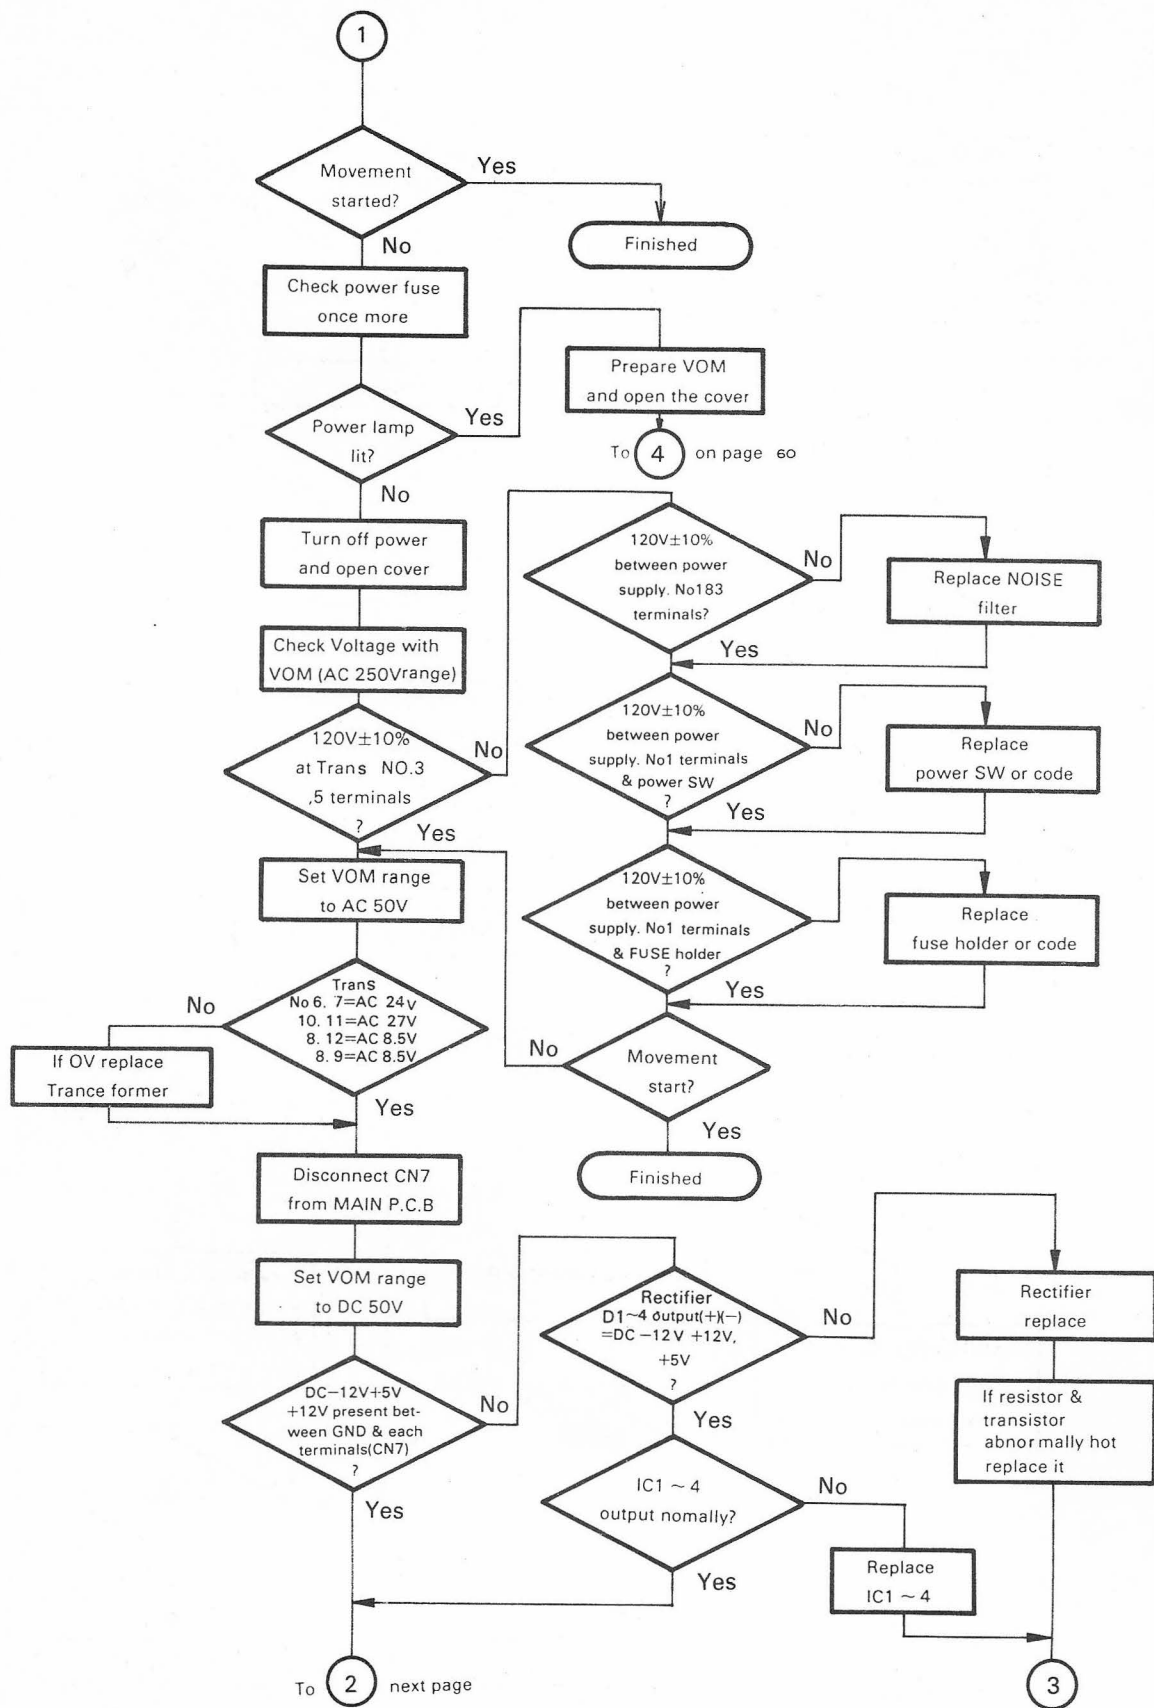 1
Movement
started?
Yes
Finished
No
Check power fuse
once more
Power lamp
lit?
Yes
Prepare VOM
and open the cover
To 4 on page 60
No
Turn off power
and open cover
Check Voltage with
VOM (AC 250Vrange)
120V±10%
at Trans NO.3
,5 terminals
?
No
120V±10%
between power
supply. No183
terminals?
No
Replace NOISE
filter
Yes
120V±10%
between power
supply. No1 terminals
& power SW
?
No
Replace
power SW or code
Yes
120V±10%
between power
supply. No1 terminals
& FUSE holder
?
No
Replace
fuse holder or code
Yes
Movement
start?
No
Yes
Finished
Yes
Set VOM range
to AC 50V
Trans
No 6. 7=AC 24V
10. 11=AC 27V
8. 12=AC 8.5V
8. 9=AC 8.5V
No
If OV replace
Trance former
Yes
Disconnect CN7
from MAIN P.C.B
Set VOM range
to DC 50V
DC−12V+5V
+12V present bet-
ween GND & each
terminals(CN7)
?
No
Rectifier
D1~4 output(+)(−)
=DC −12V +12V,
+5V
?
No
Rectifier
replace
If resistor &
transistor
abnormally hot
replace it
Yes
IC1 ~ 4
output nomally?
No
Replace
IC1 ~ 4
Yes
Yes
To 2 next page
3